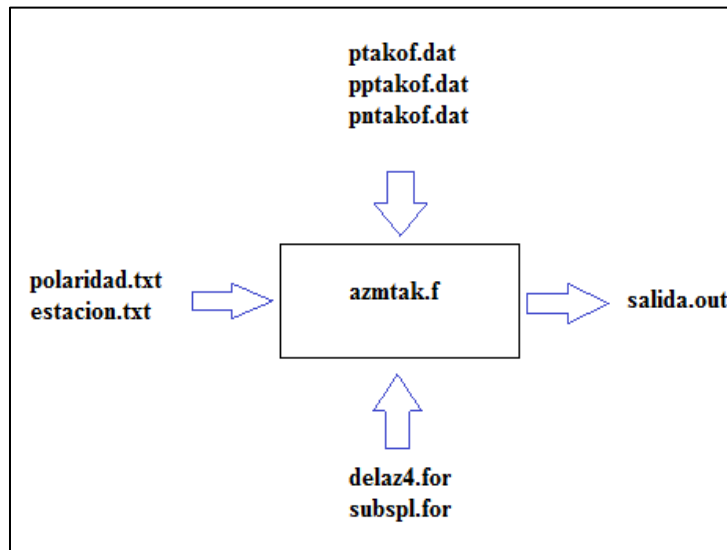 ptakof.dat
pptakof.dat
pntakof.dat
polaridad.txt
estacion.txt
azmtak.f
salida.out
delaz4.for
subspl.for